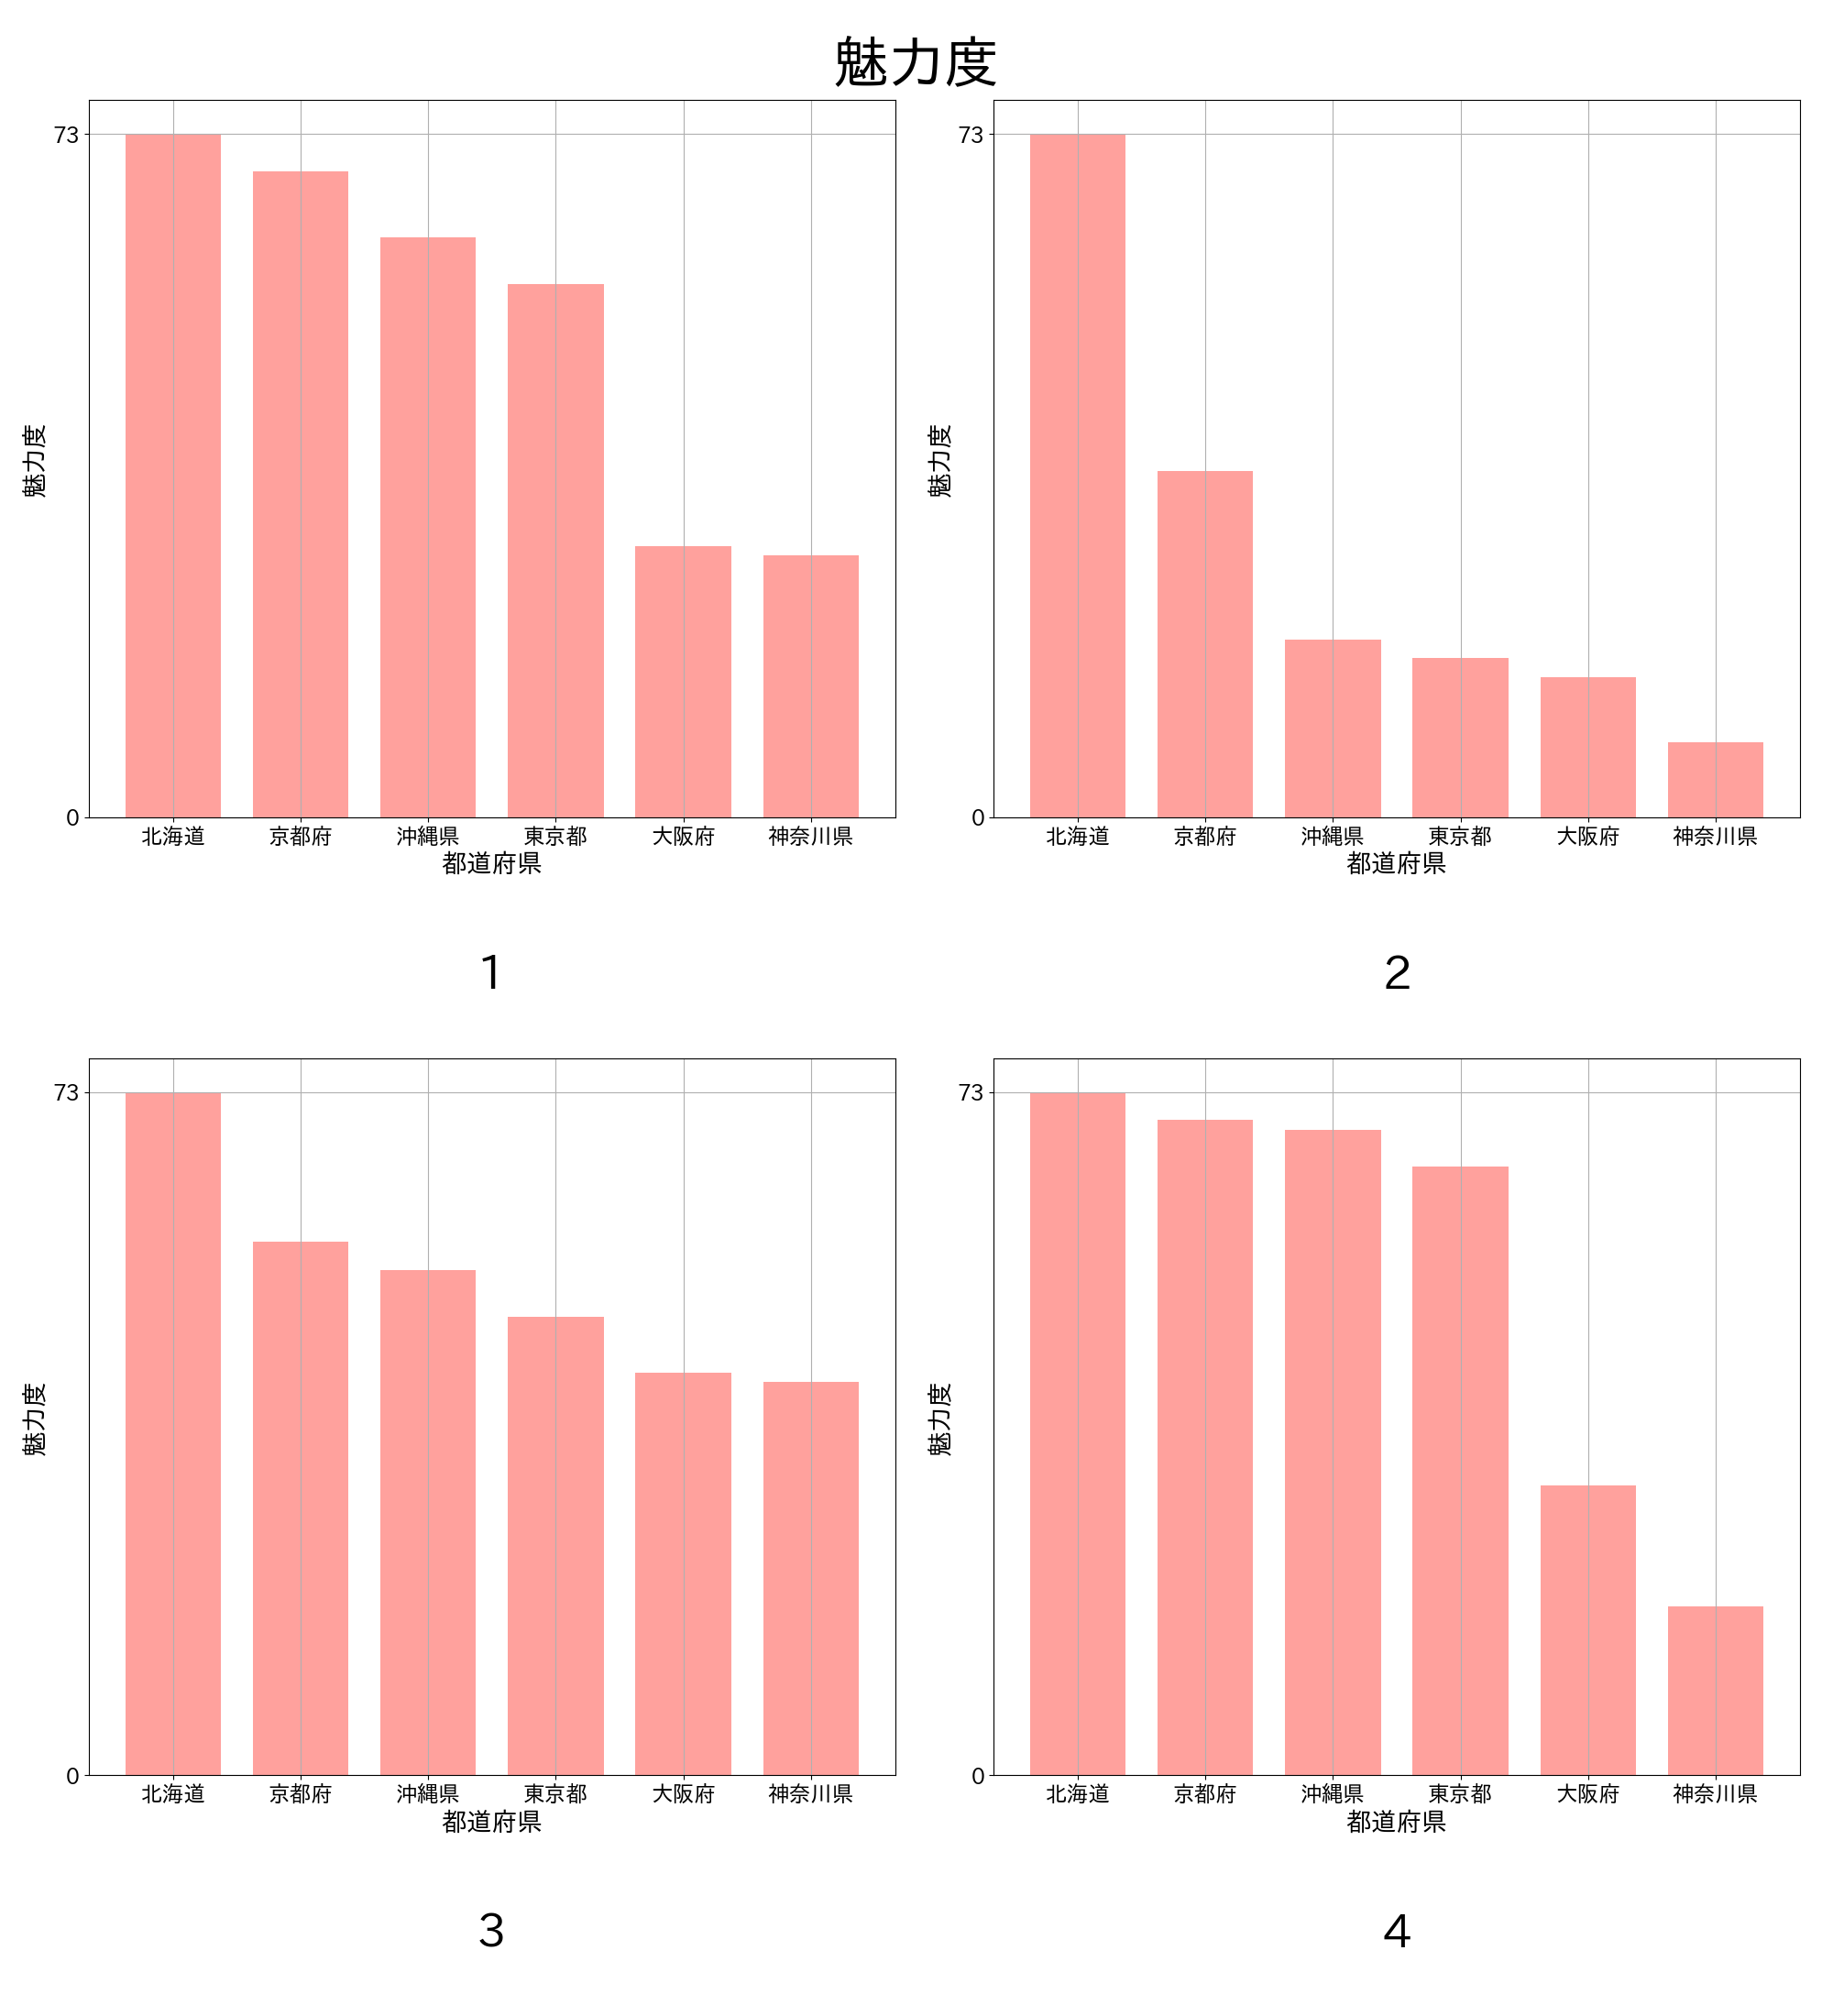 魅力度
魅力度
73
0
北海道 京都府 沖縄県 東京都 大阪府 神奈川県
都道府県
1
魅力度
73
0
北海道 京都府 沖縄県 東京都 大阪府 神奈川県
都道府県
2
魅力度
73
0
北海道 京都府 沖縄県 東京都 大阪府 神奈川県
都道府県
3
魅力度
73
0
北海道 京都府 沖縄県 東京都 大阪府 神奈川県
都道府県
4